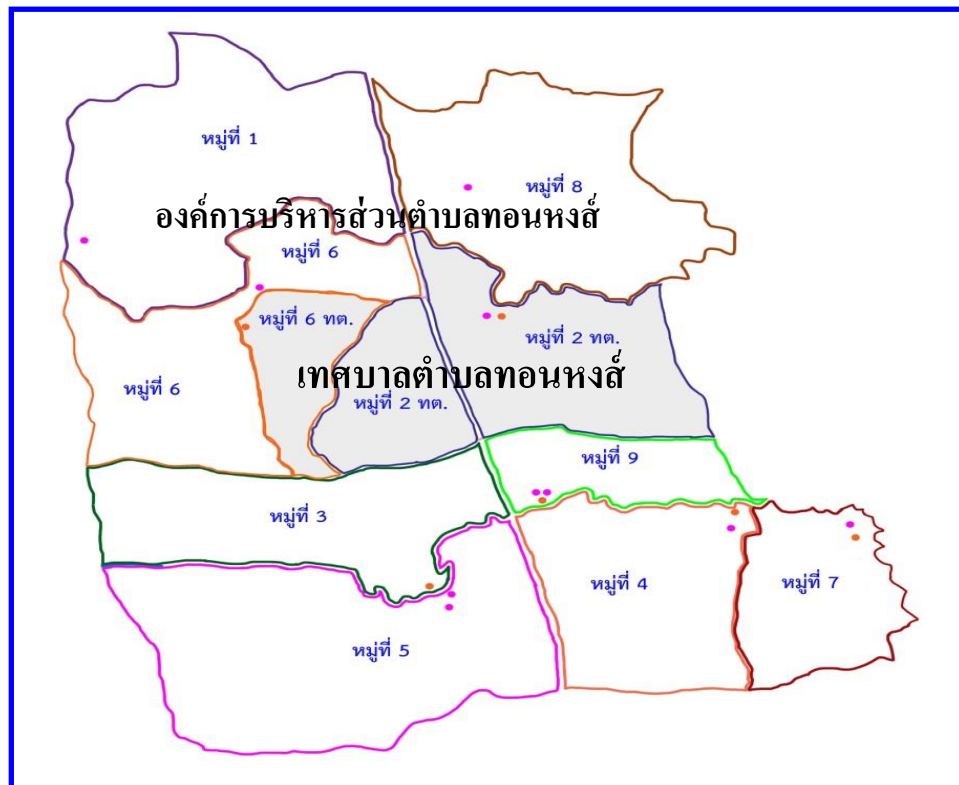 หมู่ที่ 1
หมู่ที่ 8
องค์การบริหารส่วนตำบลทอนหงส์
หมู่ที่ 6
หมู่ที่ 6 ทต.
หมู่ที่ 2 ทต.
เทศบาลตำบลทอนหงส์
หมู่ที่ 6
หมู่ที่ 2 ทต.
หมู่ที่ 9
หมู่ที่ 3
หมู่ที่ 4
หมู่ที่ 7
หมู่ที่ 5